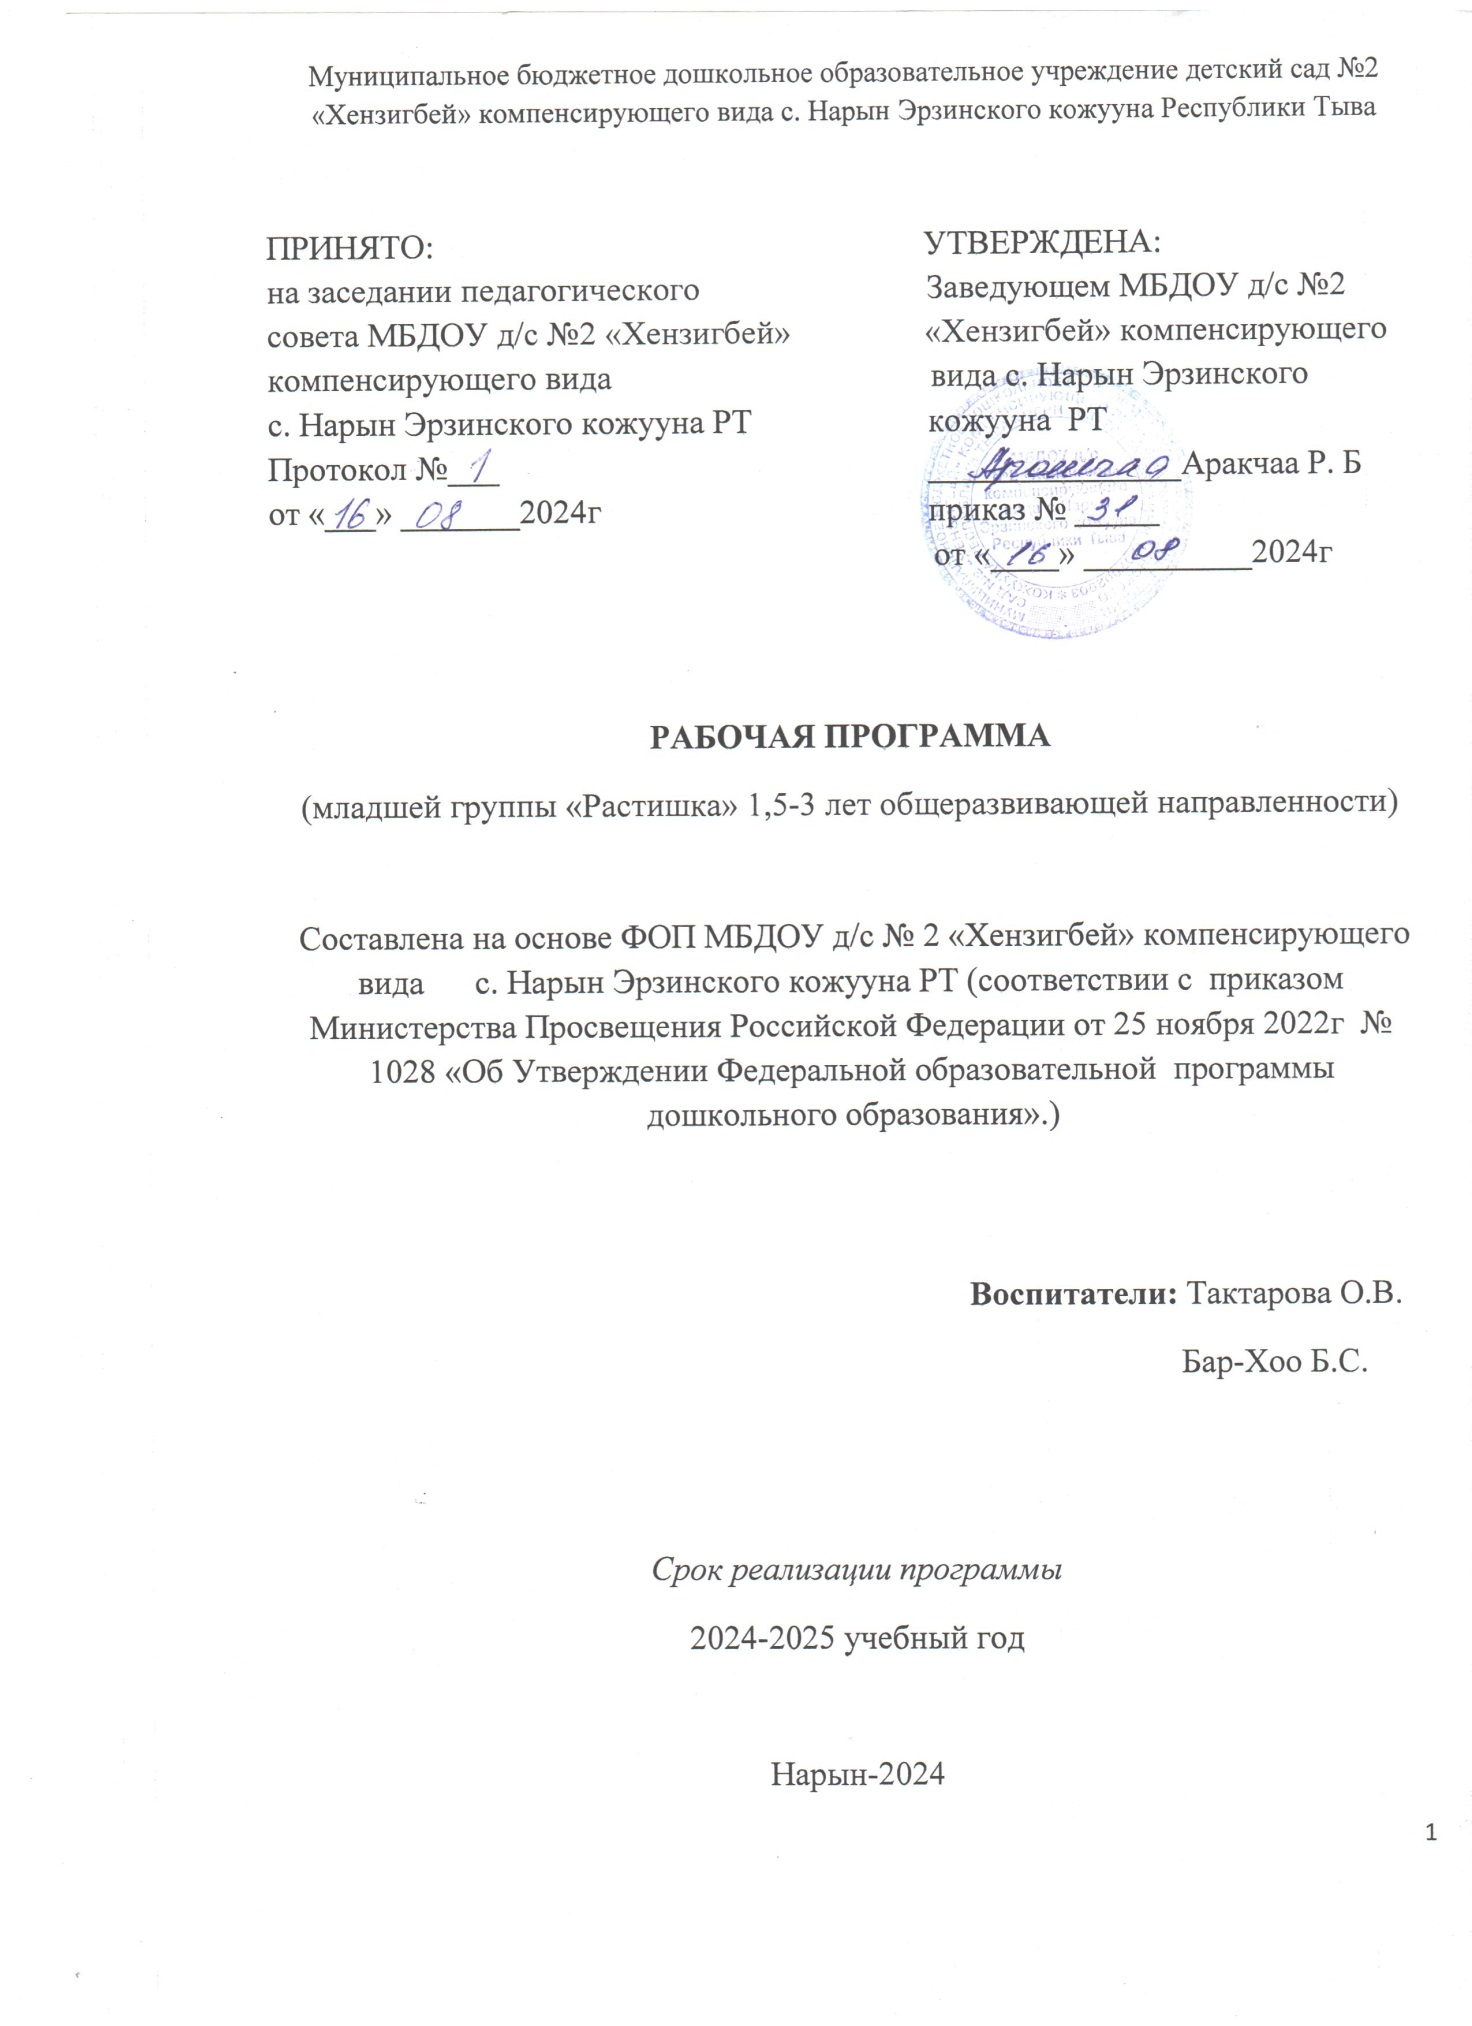 Муниципальное бюджетное дошкольное образовательное учреждение детский сад №2
«Хензигбей» компенсирующего вида с. Нарын Эрзинского кожууна Республики Тыва
ПРИНЯТО:
на заседании педагогического
совета МБДОУ д/с №2 «Хензигбей»
компенсирующего вида
с. Нарын Эрзинского кожууна РТ
Протокол № 1
от «16» 08 2024г
УТВЕРЖДЕНА:
Заведующем МБДОУ д/с №2
«Хензигбей» компенсирующего
вида с. Нарын Эрзинского
кожууна РТ
Аракчаа Р. Б
приказ № 31
от «16» 08 2024г
Республики Тыва
РАБОЧАЯ ПРОГРАММА
(младшей группы «Растишка» 1,5-3 лет общеразвивающей направленности)
Составлена на основе ФОП МБДОУ д/с № 2 «Хензигбей» компенсирующего
вида с. Нарын Эрзинского кожууна РТ (соответствии с приказом
Министерства Просвещения Российской Федерации от 25 ноября 2022г №
1028 «Об Утверждении Федеральной образовательной программы
дошкольного образования».)
Воспитатели: Тактарова О.В.
Бар-Хоо Б.С.
Срок реализации программы
2024-2025 учебный год
Нарын-2024
1